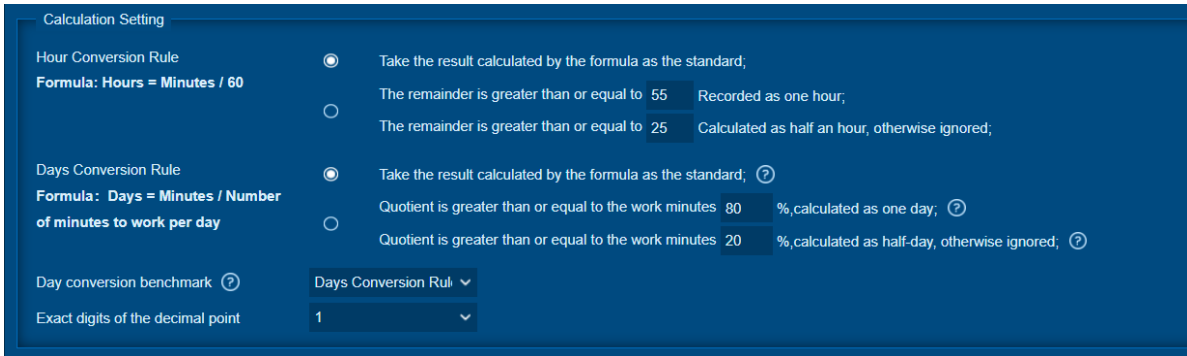 Calculation Setting
Hour Conversion Rule
Formula: Hours = Minutes / 60
Take the result calculated by the formula as the standard;
The remainder is greater than or equal to 55 Recorded as one hour;
The remainder is greater than or equal to 25 Calculated as half an hour, otherwise ignored;
Days Conversion Rule
Formula: Days = Minutes / Number
of minutes to work per day
Take the result calculated by the formula as the standard; ?
Quotient is greater than or equal to the work minutes 80 %,calculated as one day; ?
Quotient is greater than or equal to the work minutes 20 %,calculated as half-day, otherwise ignored; ?
Day conversion benchmark ? Days Conversion Rul
Exact digits of the decimal point 1